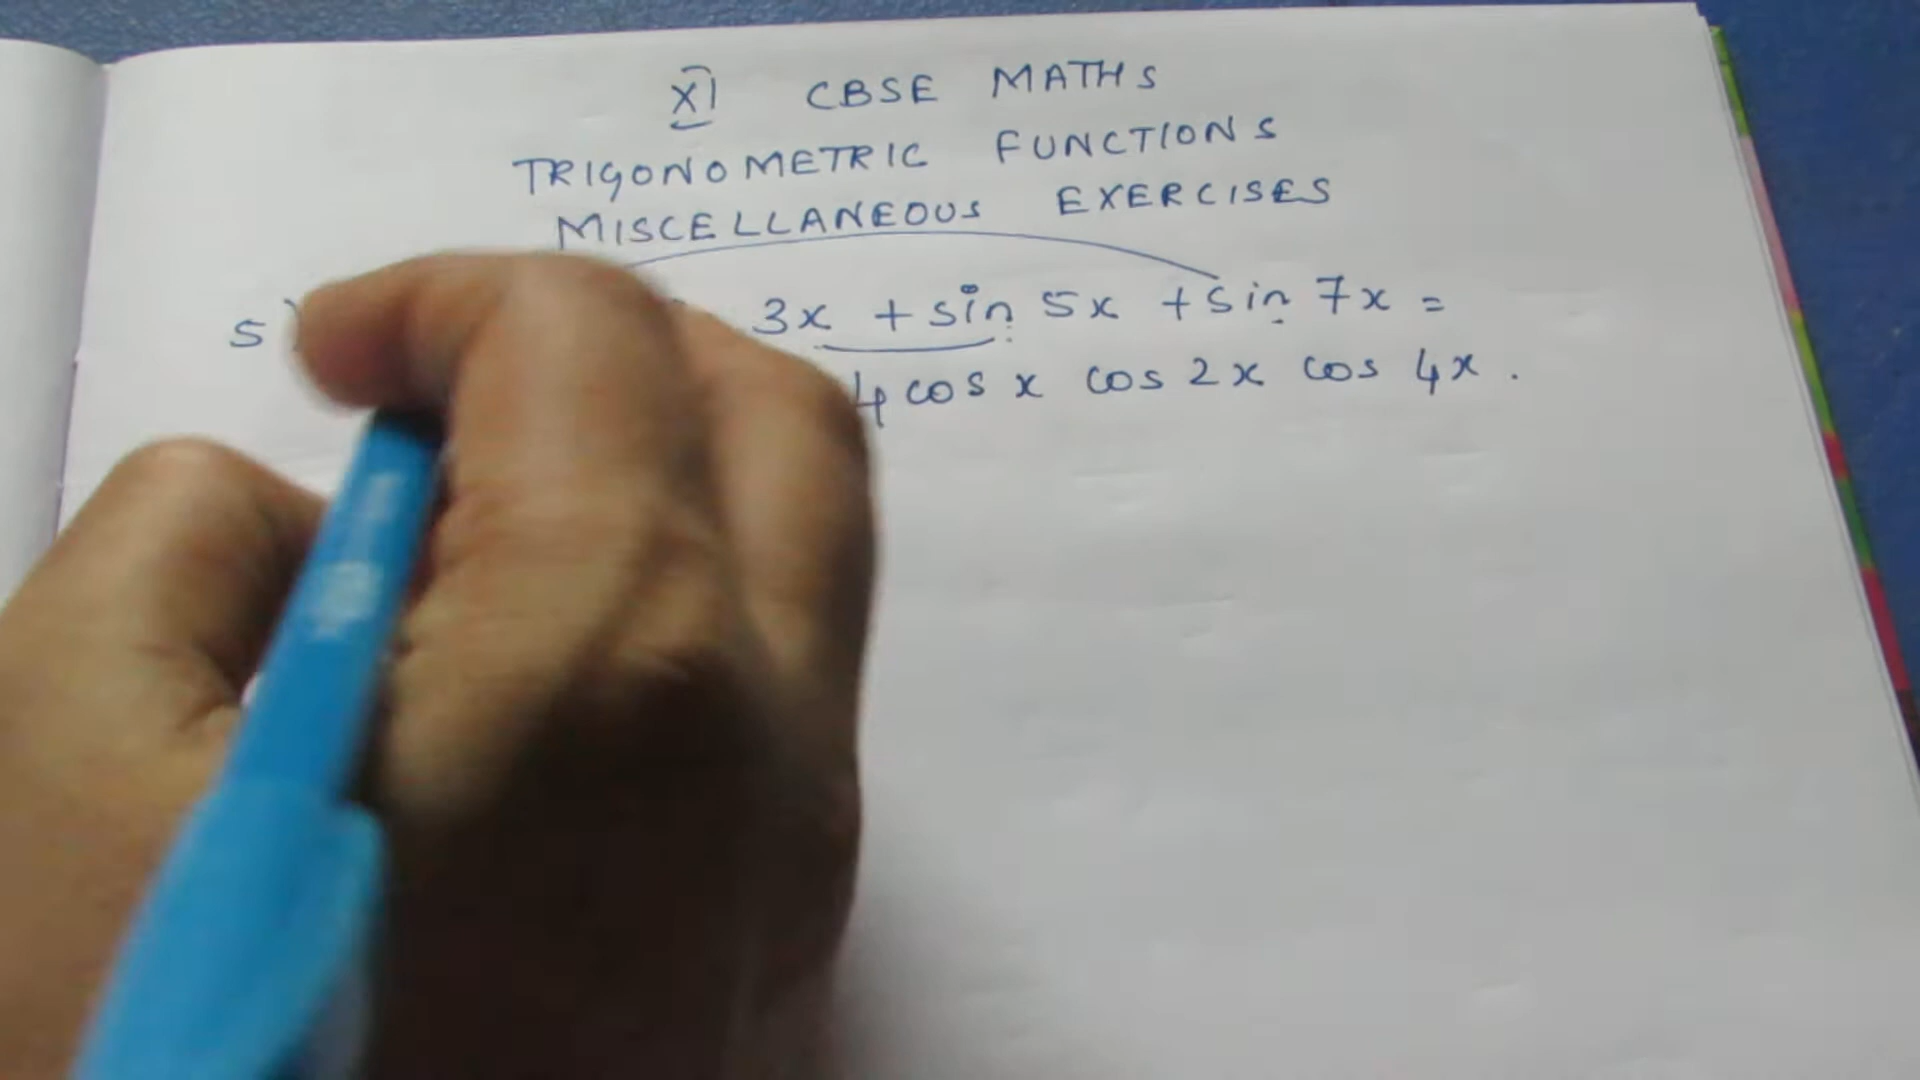 XI CBSE MATHS
TRIGONOMETRIC FUNCTIONS
MISCELLANEOUS EXERCISES
5) 3x + sin 5x + sin 7x =
4 cos x cos 2x cos 4x .